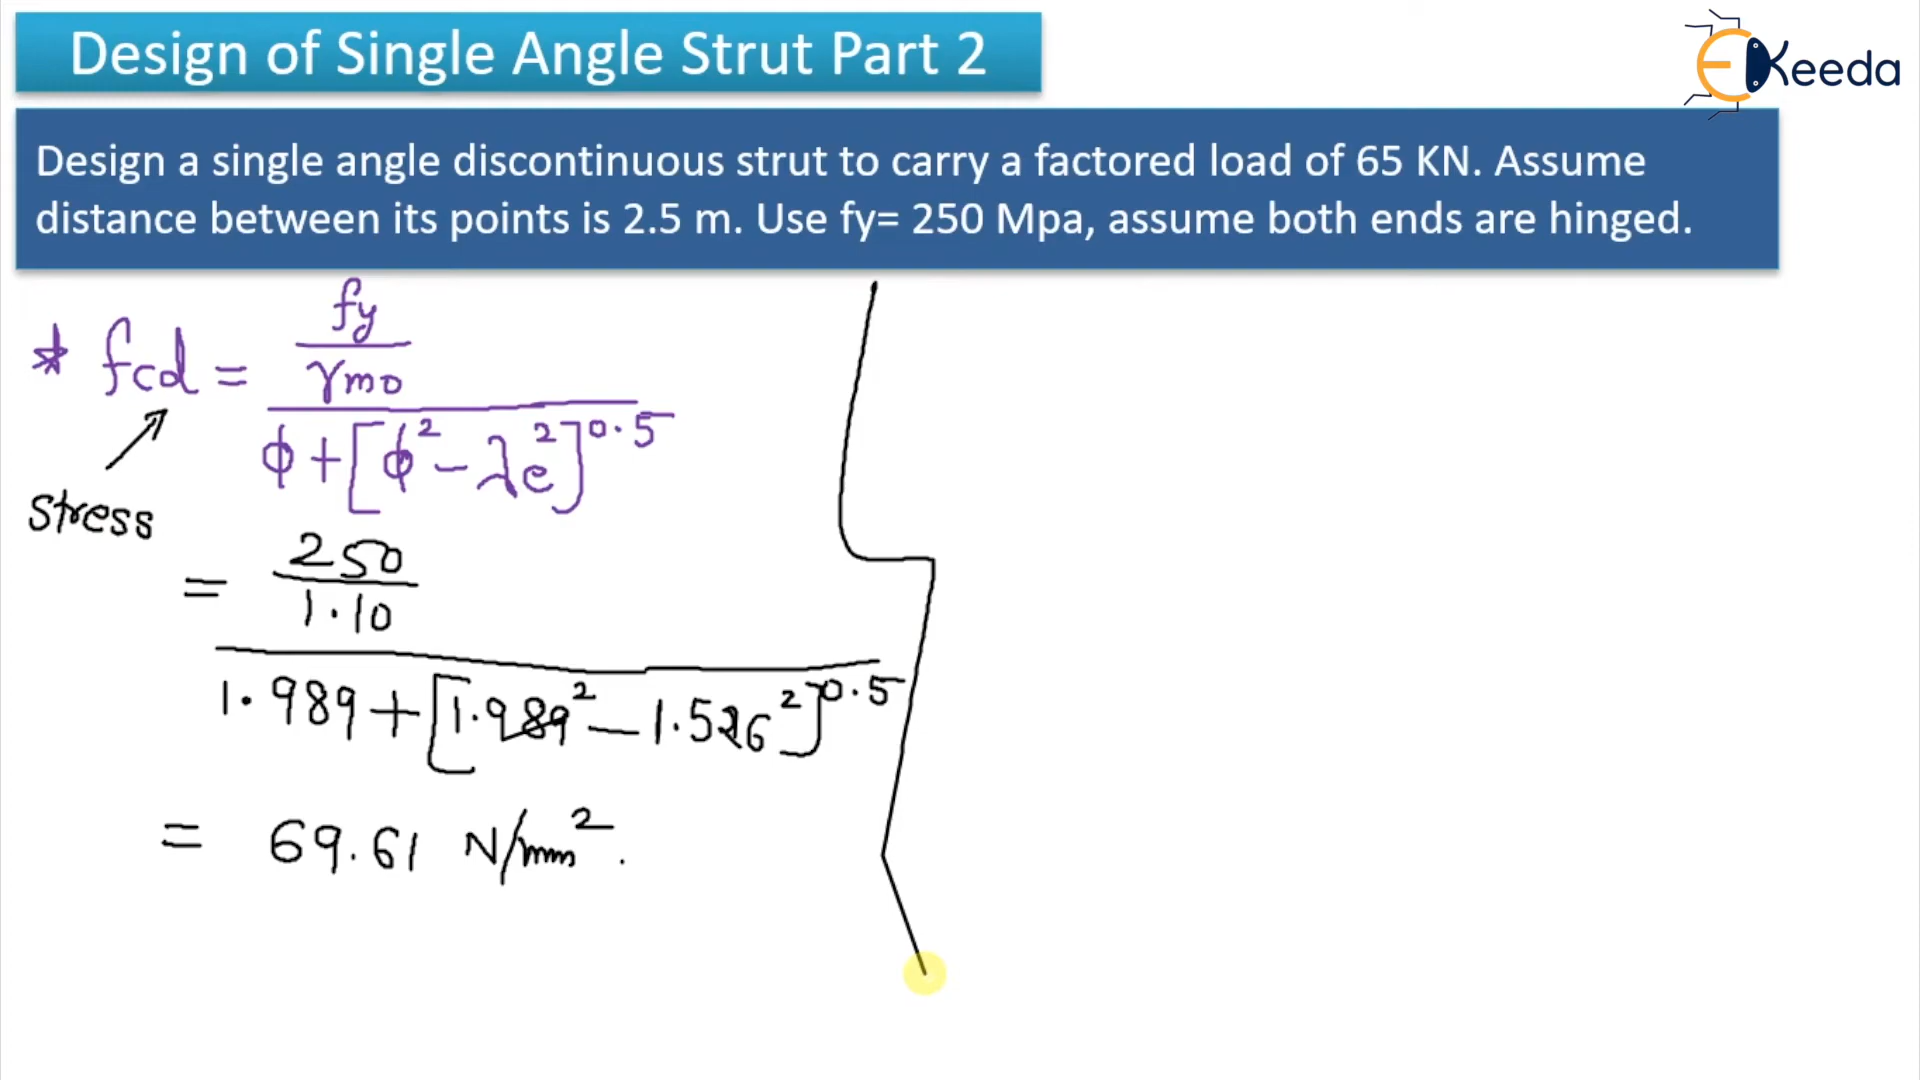 Design of Single Angle Strut Part 2
EKeeda
Design a single angle discontinuous strut to carry a factored load of 65 KN. Assume
distance between its points is 2.5 m. Use fy= 250 Mpa, assume both ends are hinged.
* fcd = fy / γmo / ϕ + [ϕ² - λe²]^0.5
Stress
= 250 / 1.10 / 1.989 + [1.989² - 1.526²]^0.5
= 69.61 N/mm².